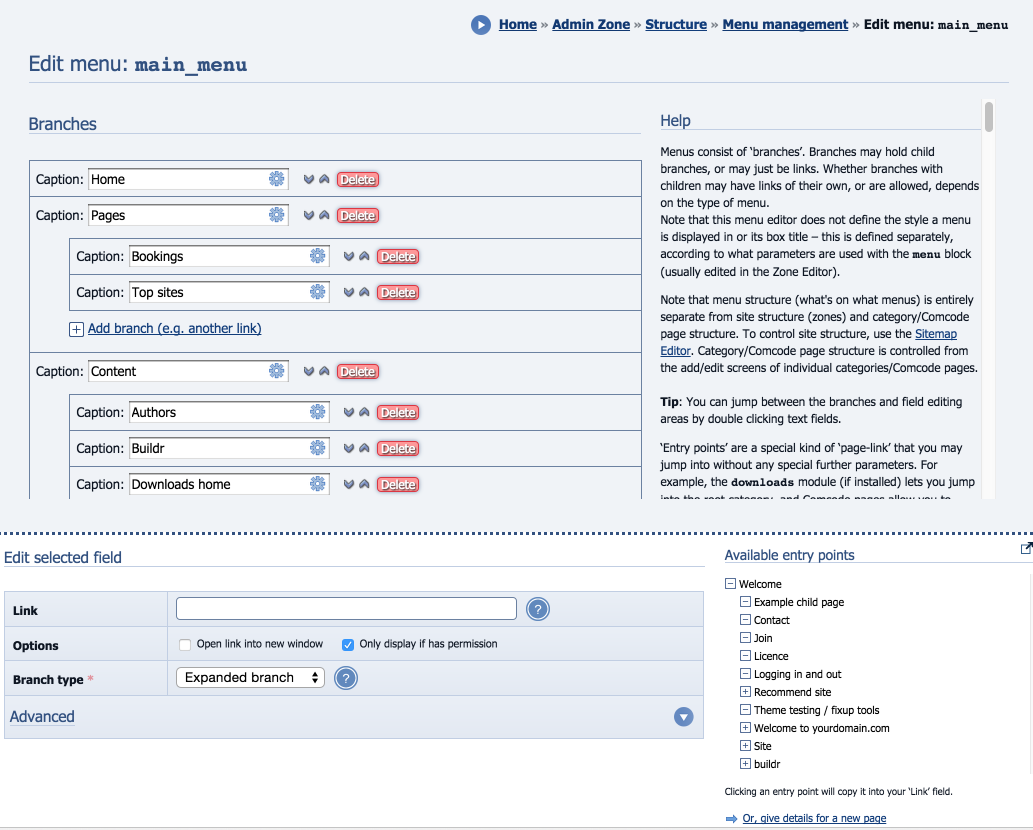 Home » Admin Zone » Structure » Menu management » Edit menu: main_menu
Edit menu: main_menu
Branches
Caption: Home Delete
Caption: Pages Delete
Caption: Bookings Delete
Caption: Top sites Delete
+ Add branch (e.g. another link)
Caption: Content Delete
Caption: Authors Delete
Caption: Buildr Delete
Caption: Downloads home Delete
Help
Menus consist of ‘branches’. Branches may hold child
branches, or may just be links. Whether branches with
children may have links of their own, or are allowed, depends
on the type of menu.
Note that this menu editor does not define the style a menu
is displayed in or its box title – this is defined separately,
according to what parameters are used with the menu block
(usually edited in the Zone Editor).
Note that menu structure (what's on what menus) is entirely
separate from site structure (zones) and category/Comcode
page structure. To control site structure, use the Sitemap
Editor. Category/Comcode page structure is controlled from
the add/edit screens of individual categories/Comcode pages.
Tip: You can jump between the branches and field editing
areas by double clicking text fields.
‘Entry points’ are a special kind of ‘page-link’ that you may
jump into without any special further parameters. For
example, the downloads module (if installed) lets you jump
into the root category, and Comcode pages allow you to
Edit selected field
Link ?
Options Open link into new window Only display if has permission
Branch type * Expanded branch ?
Advanced
Available entry points
Welcome
Example child page
Contact
Join
Licence
Logging in and out
Recommend site
Theme testing / fixup tools
Welcome to yourdomain.com
Site
buildr
Clicking an entry point will copy it into your ‘Link’ field.
Or, give details for a new page